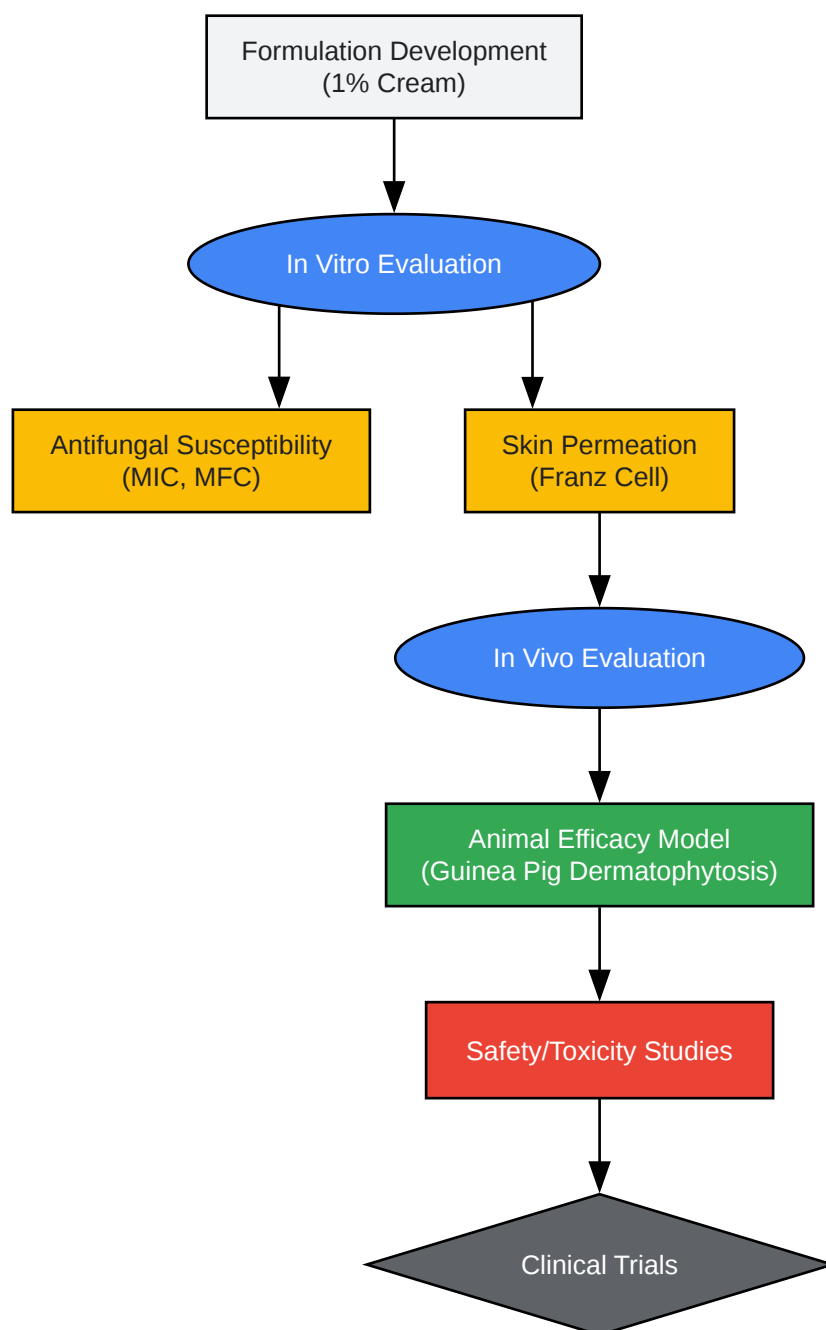 Formulation Development
(1% Cream)
In Vitro Evaluation
Antifungal Susceptibility
(MIC, MFC)
Skin Permeation
(Franz Cell)
In Vivo Evaluation
Animal Efficacy Model
(Guinea Pig Dermatophytosis)
Safety/Toxicity Studies
Clinical Trials